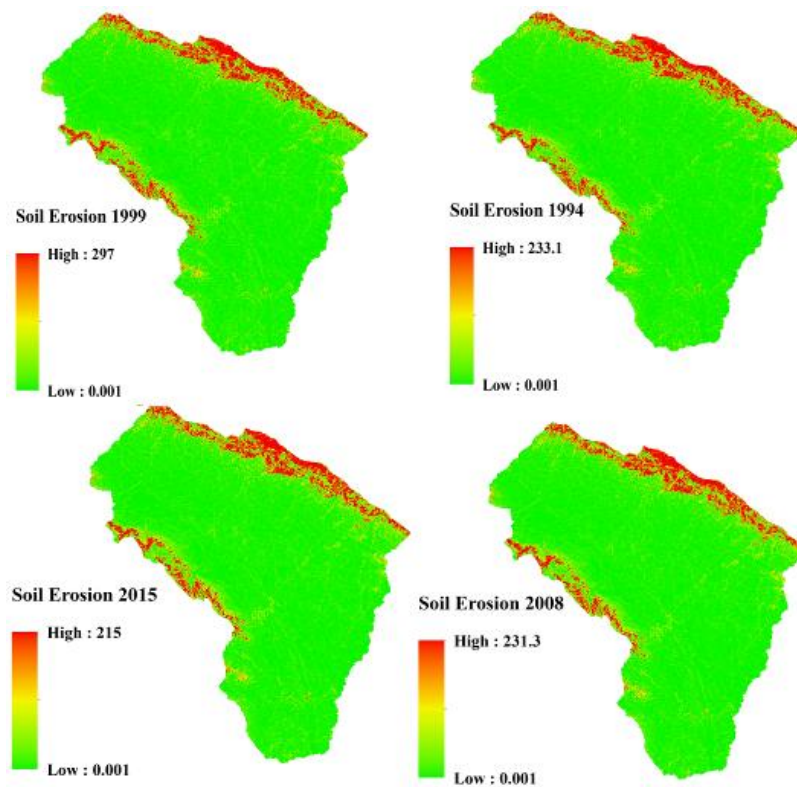 Soil Erosion 1999
High : 297
Low : 0.001
Soil Erosion 1994
High : 233.1
Low : 0.001
Soil Erosion 2015
High : 215
Low : 0.001
Soil Erosion 2008
High : 231.3
Low : 0.001